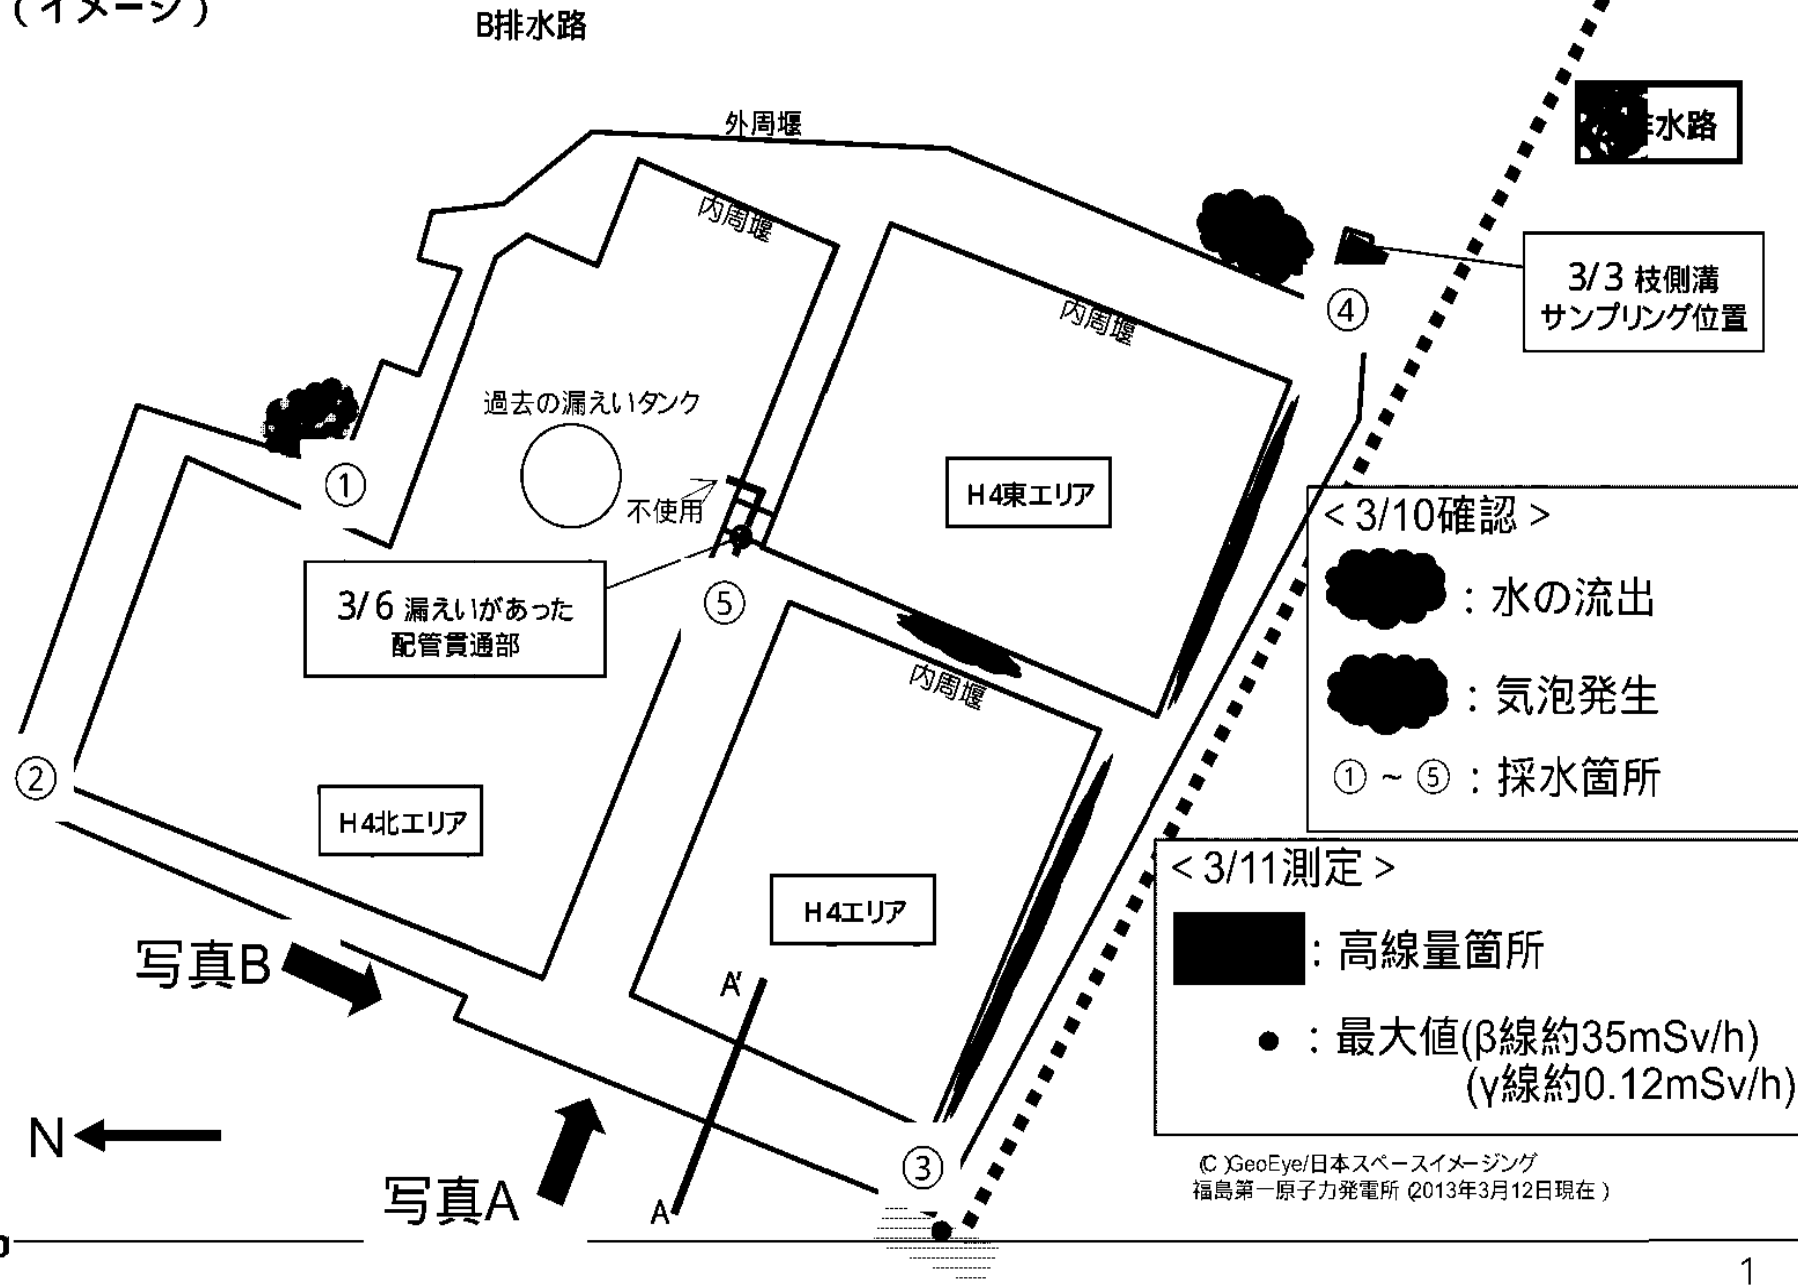 （イメージ）
B排水路
外周堰
水路
内周堰
内周堰
3/3 枝側溝
サンプリング位置
④
過去の漏えいタンク
①
不使用
H4東エリア
＜3/10確認＞
：水の流出
：気泡発生
①～⑤：採水箇所
3/6 漏えいがあった
配管貫通部
⑤
内周堰
②
H4北エリア
H4エリア
＜3/11測定＞
：高線量箇所
：最大値(β線約35mSv/h)
(γ線約0.12mSv/h)
写真B
A'
N
写真A
A
③
(C)GeoEye/日本スペースイメージング
福島第一原子力発電所(2013年3月12日現在)
1